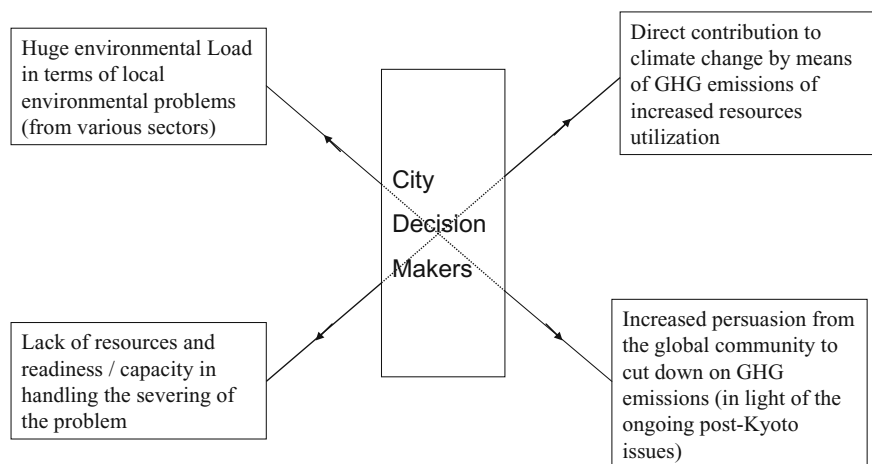 Huge environmental Load
in terms of local
environmental problems
(from various sectors)
Direct contribution to
climate change by means
of GHG emissions of
increased resources
utilization
City
Decision
Makers
Lack of resources and
readiness / capacity in
handling the severing of
the problem
Increased persuasion from
the global community to
cut down on GHG
emissions (in light of the
ongoing post-Kyoto
issues)